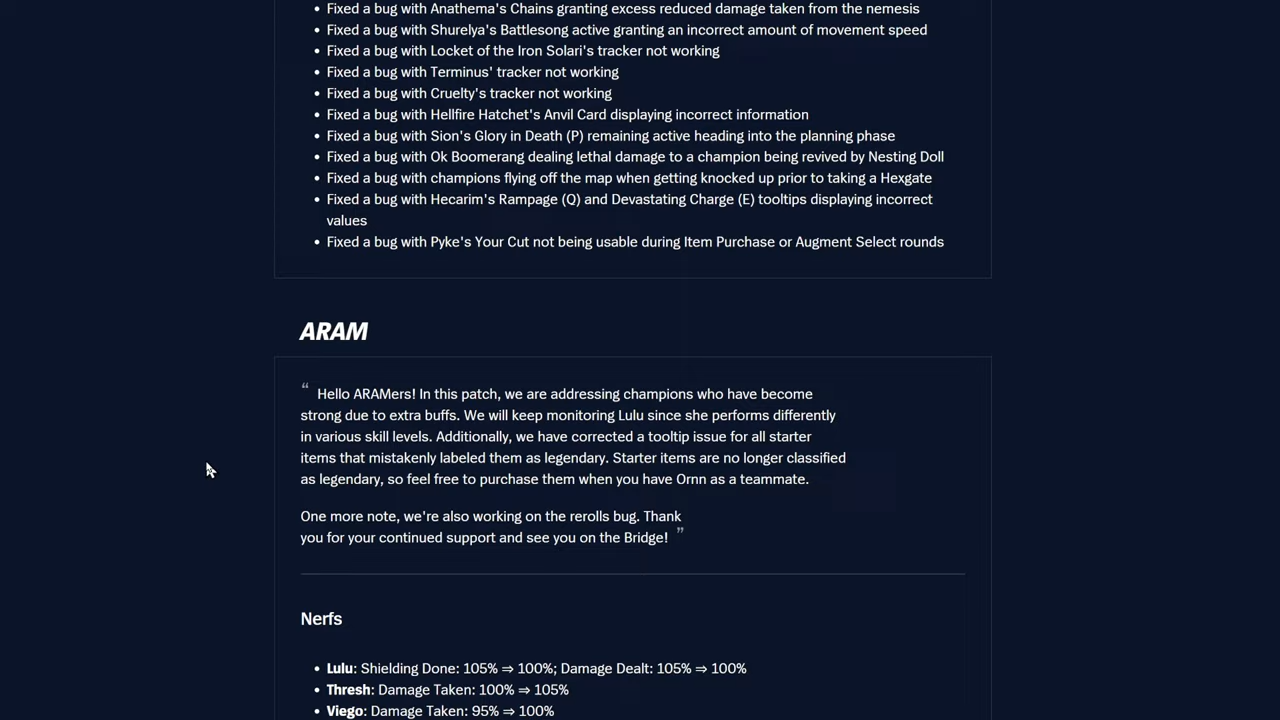 • Fixed a bug with Anathema's Chains granting excess reduced damage taken from the nemesis
• Fixed a bug with Shurelya's Battlesong active granting an incorrect amount of movement speed
• Fixed a bug with Locket of the Iron Solari's tracker not working
• Fixed a bug with Terminus' tracker not working
• Fixed a bug with Cruelty's tracker not working
• Fixed a bug with Hellfire Hatchet's Anvil Card displaying incorrect information
• Fixed a bug with Sion's Glory in Death (P) remaining active heading into the planning phase
• Fixed a bug with Ok Boomerang dealing lethal damage to a champion being revived by Nesting Doll
• Fixed a bug with champions flying off the map when getting knocked up prior to taking a Hexgate
• Fixed a bug with Hecarim's Rampage (Q) and Devastating Charge (E) tooltips displaying incorrect
values
• Fixed a bug with Pyke's Your Cut not being usable during Item Purchase or Augment Select rounds
ARAM
“ Hello ARAMers! In this patch, we are addressing champions who have become
strong due to extra buffs. We will keep monitoring Lulu since she performs differently
in various skill levels. Additionally, we have corrected a tooltip issue for all starter
items that mistakenly labeled them as legendary. Starter items are no longer classified
as legendary, so feel free to purchase them when you have Ornn as a teammate.
One more note, we're also working on the rerolls bug. Thank
you for your continued support and see you on the Bridge! ”
Nerfs
• Lulu: Shielding Done: 105% ⇒ 100%; Damage Dealt: 105% ⇒ 100%
• Thresh: Damage Taken: 100% ⇒ 105%
• Viego: Damage Taken: 95% ⇒ 100%